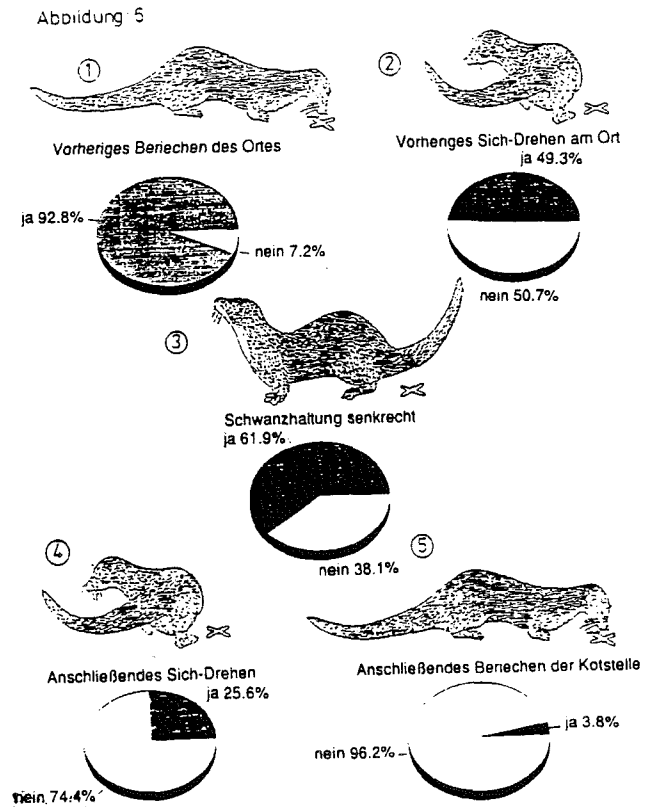 Abbildung 5
①
②
Vorheriges Beriechen des Ortes
Vorhenges Sich-Drehen am Ort
ja 49.3%
ja 92.8%
nein 7.2%
nein 50.7%
③
Schwanzhaltung senkrecht
ja 61.9%
nein 38.1%
④
⑤
Anschließendes Sich-Drehen
ja 25.6%
Anschließendes Beriechen der Kotstelle
ja 3.8%
nein 96.2%
nein 74.4%